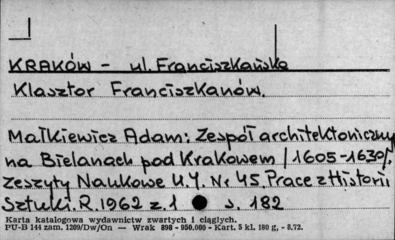 KRAKÓW - ul. Franciszkańska
Klasztor Franciszkanów.
Małkiewicz Adam: Zespół architektoniczny
na Bielanach pod Krakowem /1605-1630/.
Zeszyty Naukowe U.J. Nr 45. Prace z Historii
Sztuki. R. 1962 z. 1 s. 182
Karta katalogowa wydawnictw zwartych i ciągłych.
PU-B 144 zam. 1209/Dw/On — Wrak 898 - 950.000 - Kart. 5 kl. 180 g, - 8.72.